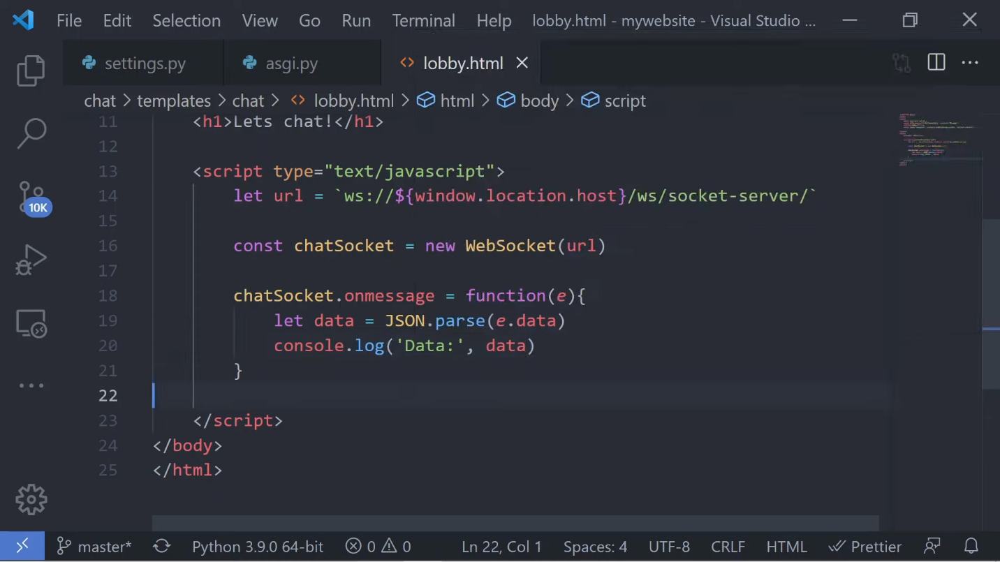 File Edit Selection View Go Run Terminal Help lobby.html - mywebsite - Visual Studio ...
settings.py asgi.py lobby.html
chat > templates > chat > lobby.html > html > body > script
11 <h1>Lets chat!</h1>
12
13 <script type="text/javascript">
14 let url = `ws://${window.location.host}/ws/socket-server/`
15
16 const chatSocket = new WebSocket(url)
17
18 chatSocket.onmessage = function(e){
19 let data = JSON.parse(e.data)
20 console.log('Data:', data)
21 }
22
23 </script>
24 </body>
25 </html>
10K
master* Python 3.9.0 64-bit 0 0 Ln 22, Col 1 Spaces: 4 UTF-8 CRLF HTML Prettier